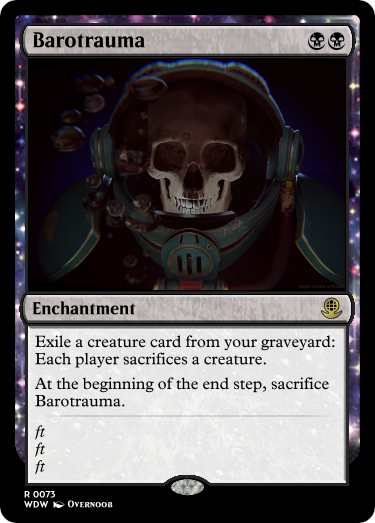 Barotrauma
Enchantment
Exile a creature card from your graveyard:
Each player sacrifices a creature.
At the beginning of the end step, sacrifice
Barotrauma.
ft
ft
ft
R 0073
WDW Overnoob